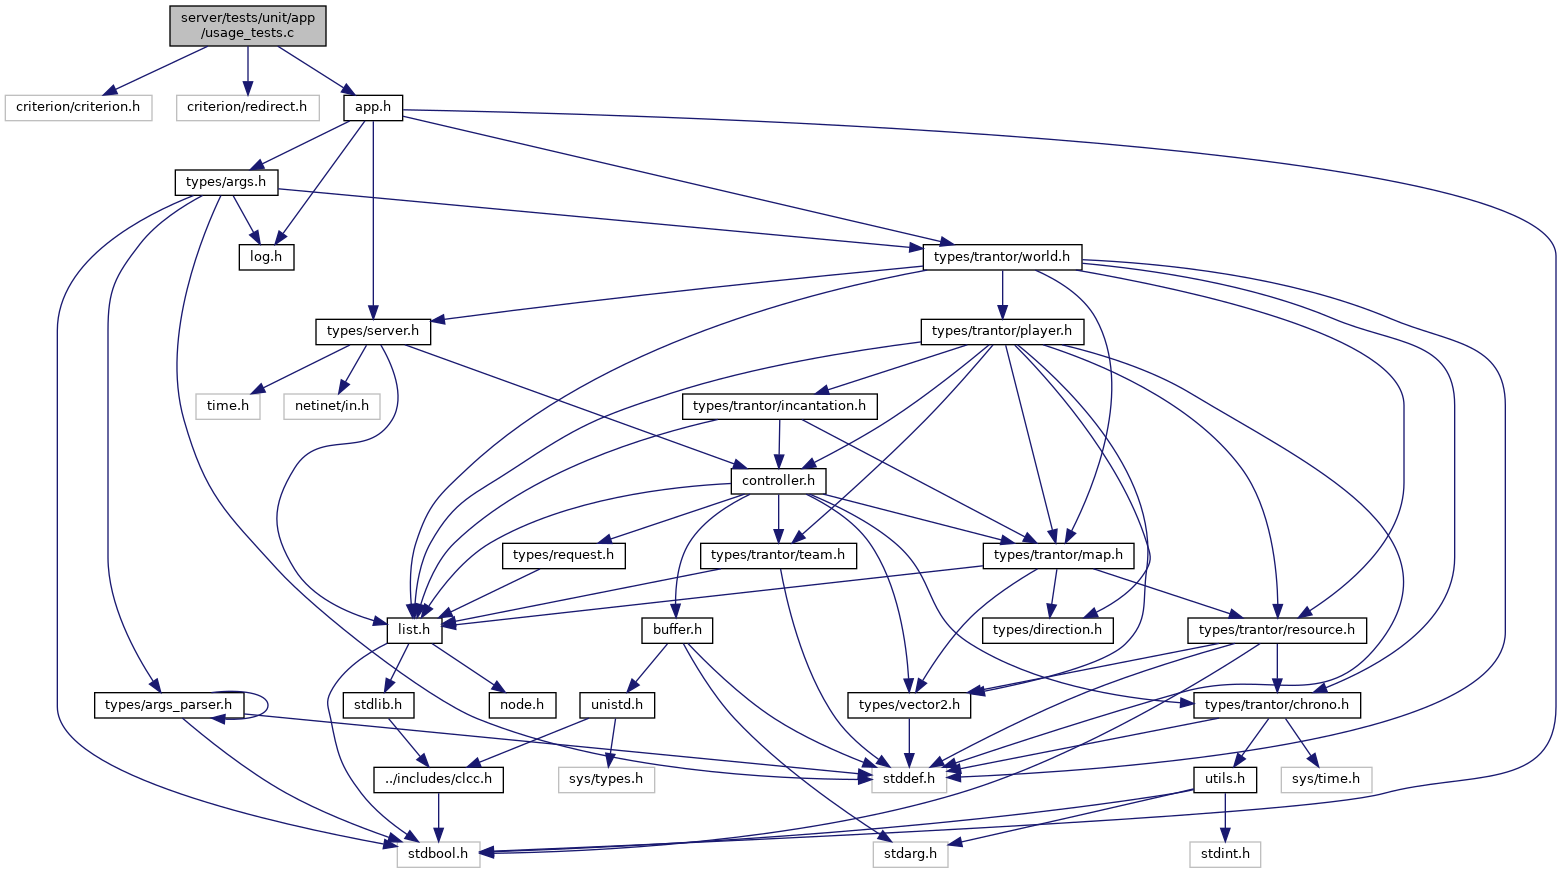 server/tests/unit/app
/usage_tests.c
criterion/criterion.h
criterion/redirect.h
app.h
types/args.h
log.h
types/trantor/world.h
types/server.h
types/trantor/player.h
time.h
netinet/in.h
types/trantor/incantation.h
controller.h
types/request.h
types/trantor/team.h
types/trantor/map.h
list.h
buffer.h
types/direction.h
types/trantor/resource.h
types/args_parser.h
stdlib.h
node.h
unistd.h
types/vector2.h
types/trantor/chrono.h
../includes/clcc.h
sys/types.h
stddef.h
utils.h
sys/time.h
stdbool.h
stdarg.h
stdint.h